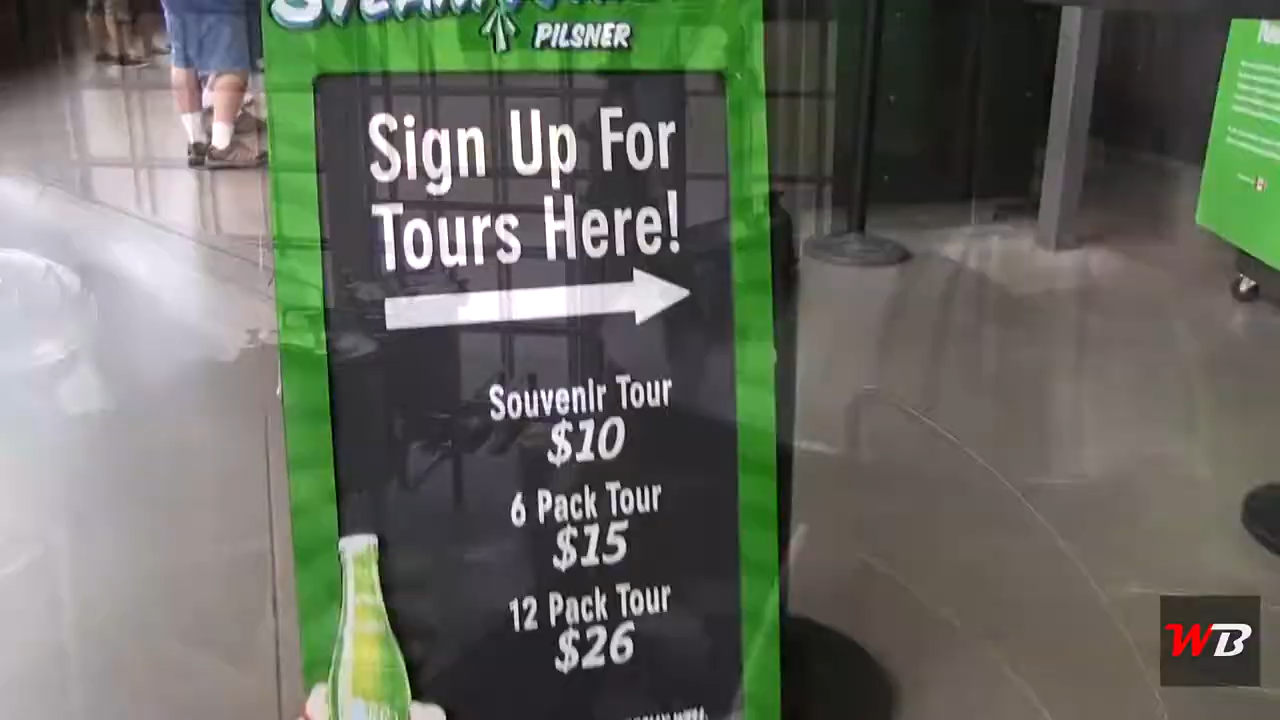 PILSNER
Sign Up For
Tours Here!
Souvenir Tour
$10
6 Pack Tour
$15
12 Pack Tour
$26
WB